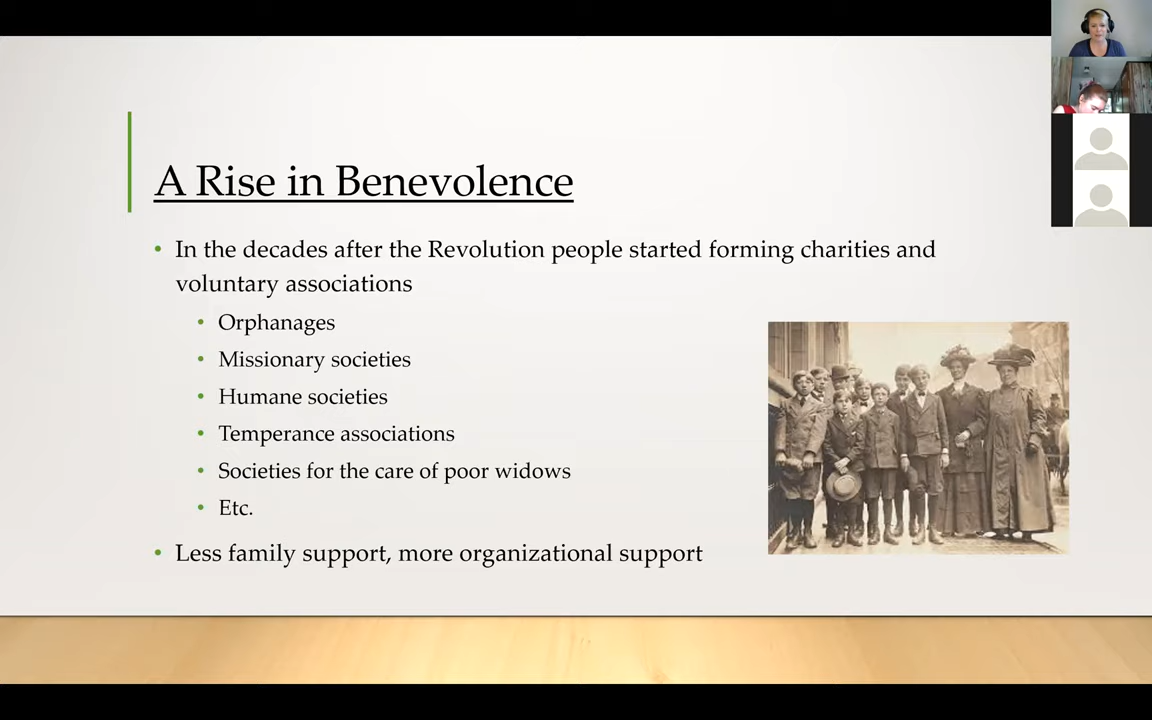 A Rise in Benevolence
• In the decades after the Revolution people started forming charities and
voluntary associations
• Orphanages
• Missionary societies
• Humane societies
• Temperance associations
• Societies for the care of poor widows
• Etc.
• Less family support, more organizational support